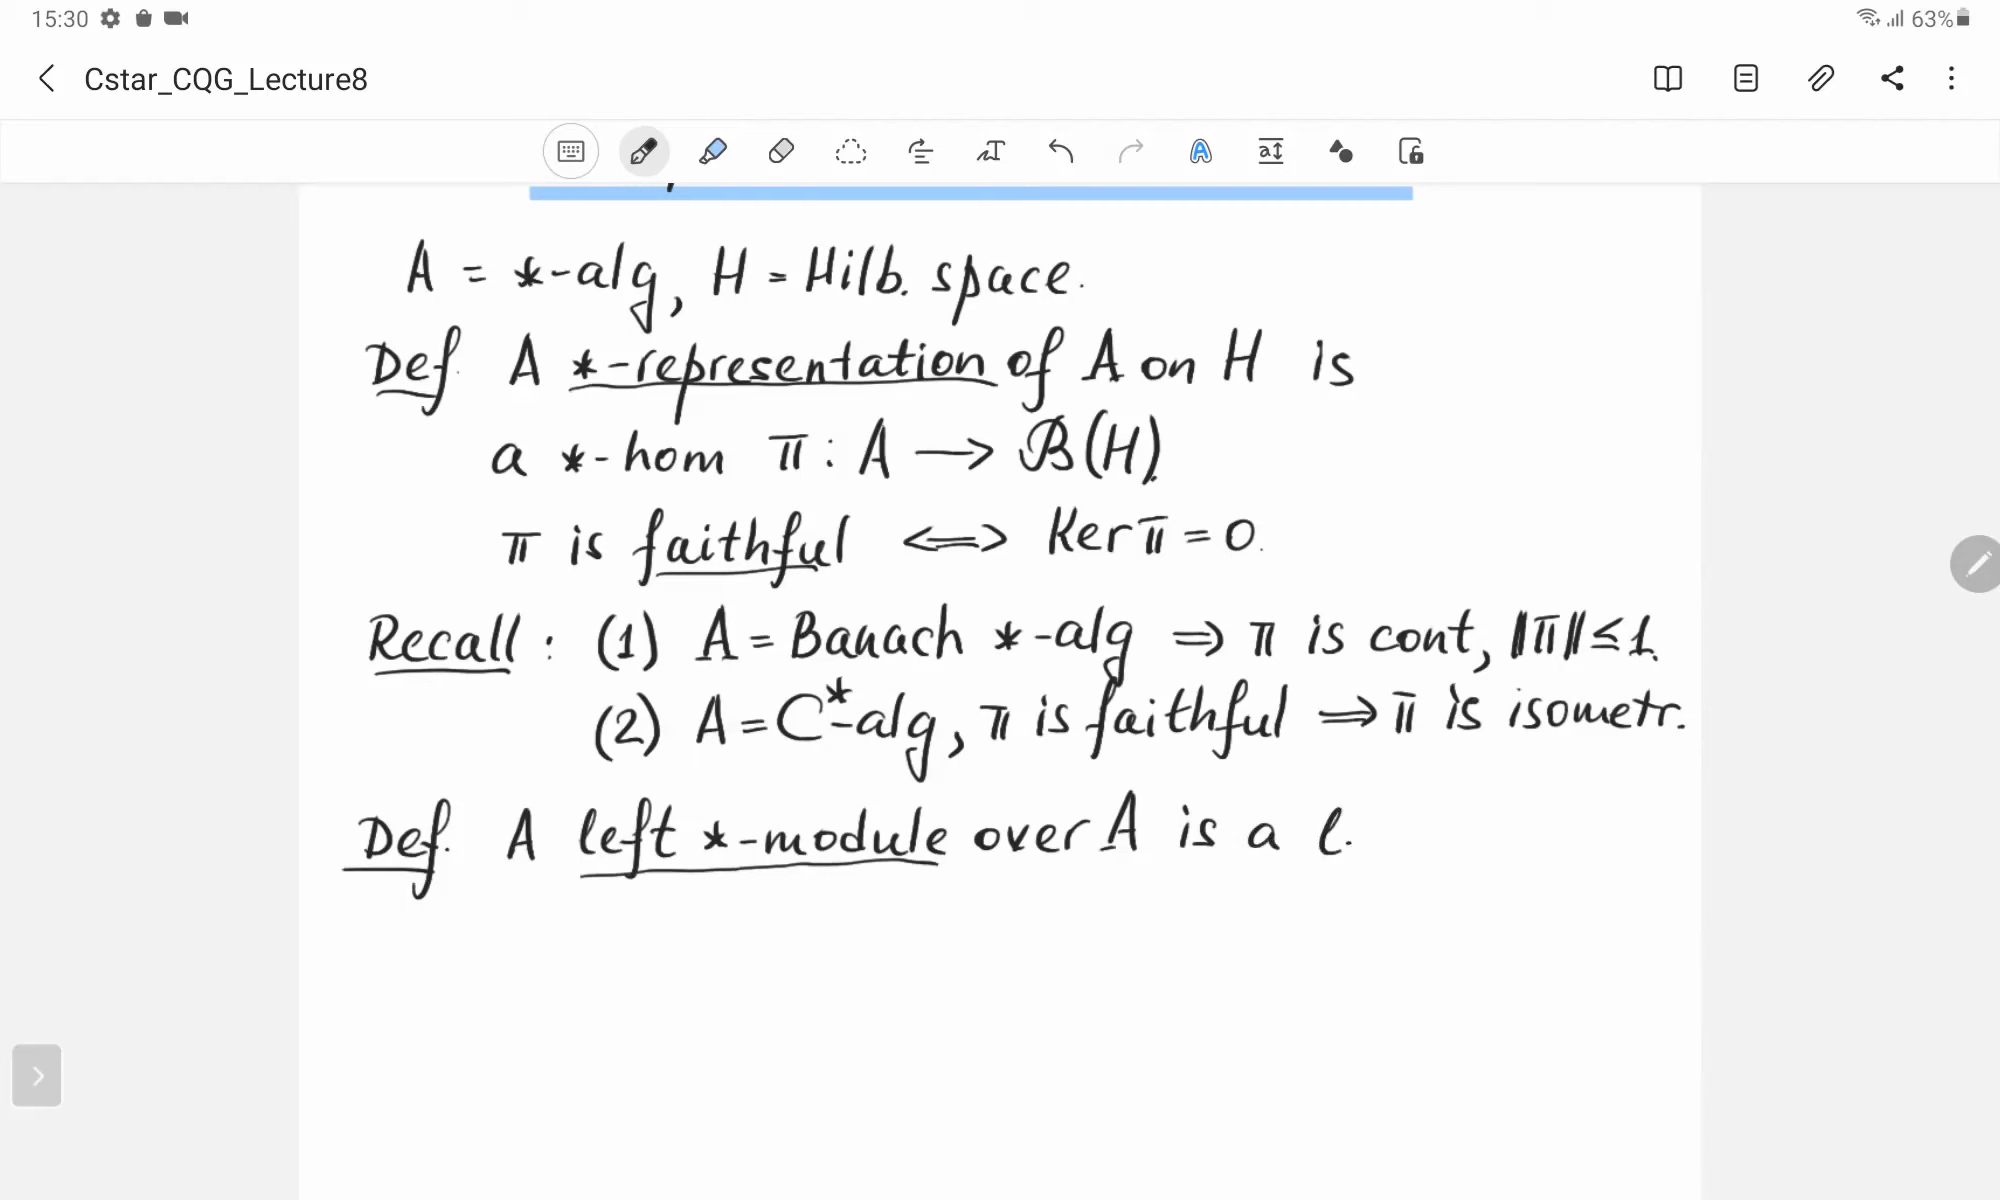 15:30
63%
Cstar_CQG_Lecture8
A = *-alg, H = Hilb. space.
Def. A *-representation of A on H is
a *-hom π : A ⟶ B(H).
π is faithful ⟺ Ker π = 0.
Recall : (1) A = Banach *-alg ⇒ π is cont, ‖π‖ ≤ 1.
(2) A = C*-alg, π is faithful ⟹ π is isometr.
Def. A left *-module over A is a l.